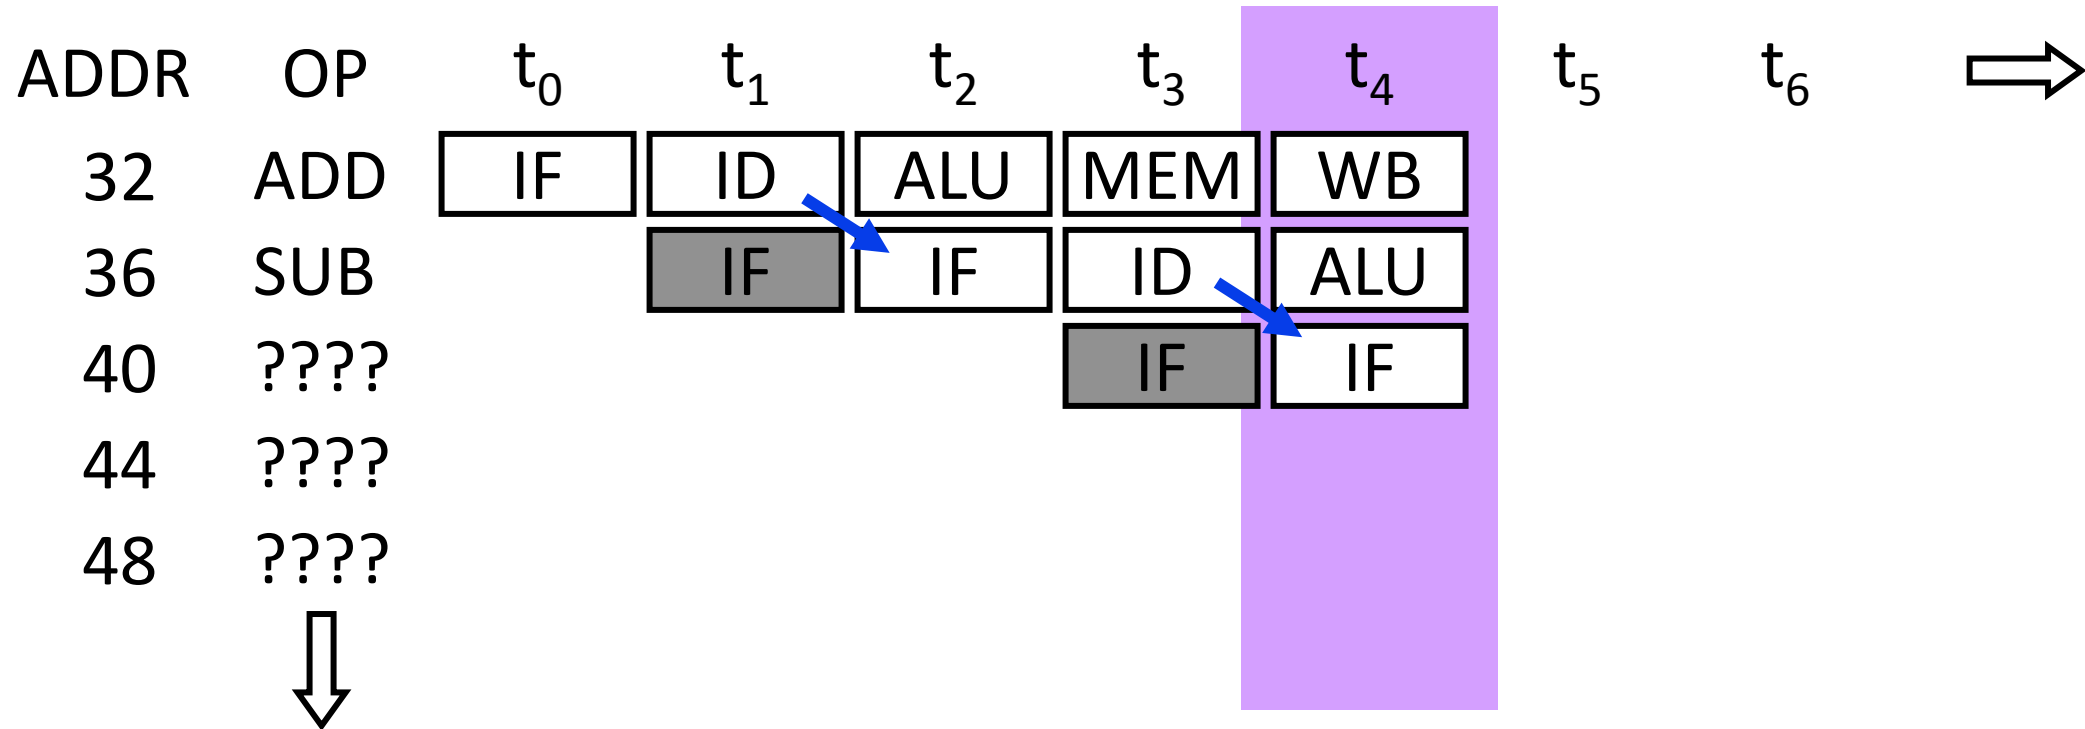 ADDR OP t0 t1 t2 t3 t4 t5 t6
32 ADD IF ID ALU MEM WB
36 SUB IF IF ID ALU
40 ???? IF IF
44 ????
48 ????